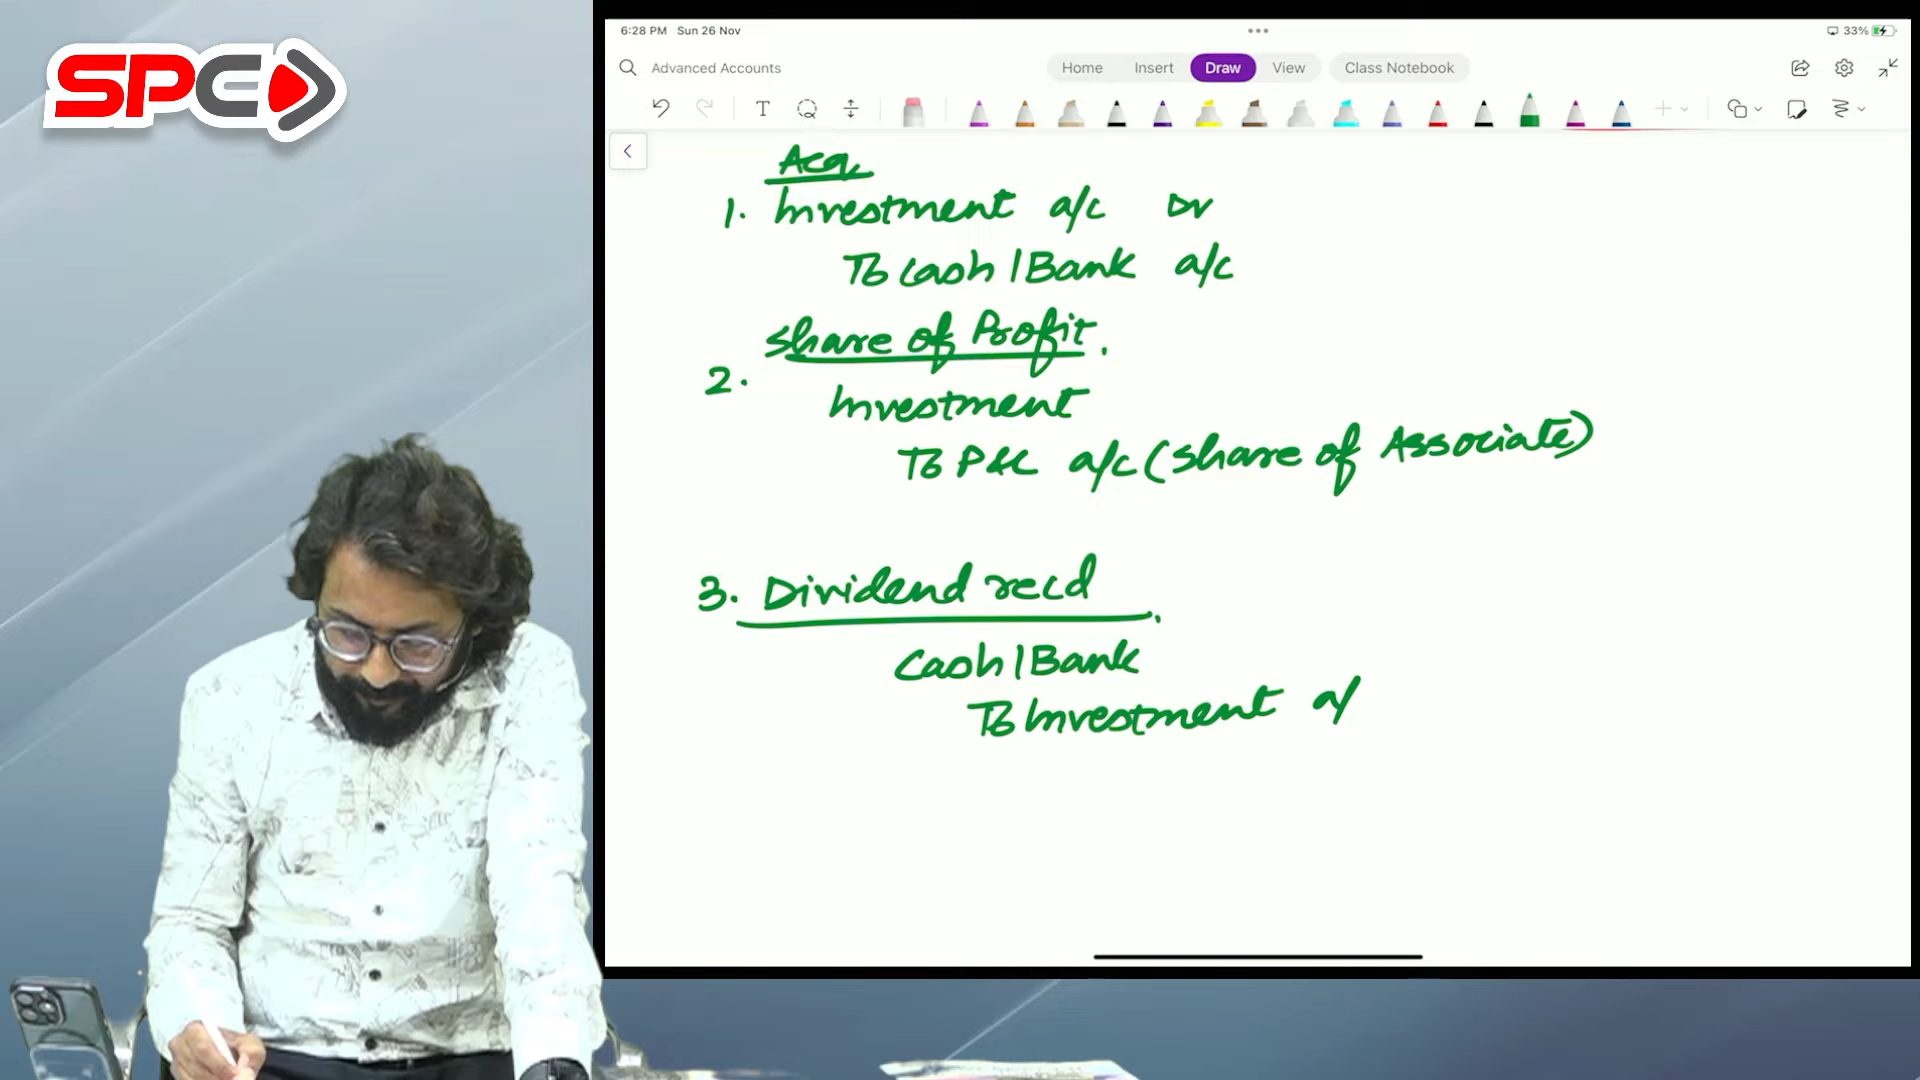 SPC
6:28 PM Sun 26 Nov
33%
Advanced Accounts
Home Insert Draw View Class Notebook
T
Acq.
1. Investment a/c Dr
To Cash/Bank a/c
Share of Profit.
2.
Investment
To P&L a/c (Share of Associate)
3. Dividend recd
Cash/Bank
To Investment a/